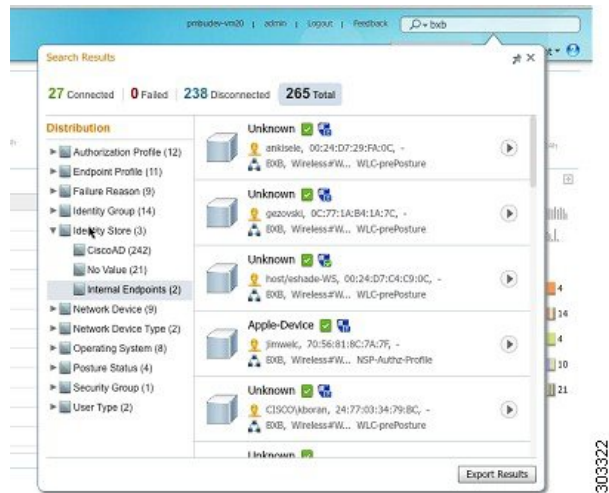 pmbudev-vm20 | admin | Logout | Feedback
bxb
Search Results
27 Connected | 0 Failed | 238 Disconnected 265 Total
Distribution
Authorization Profile (12)
Endpoint Profile (11)
Failure Reason (9)
Identity Group (14)
Identity Store (3)
CiscoAD (242)
No Value (21)
Internal Endpoints (2)
Network Device (9)
Network Device Type (2)
Operating System (8)
Posture Status (4)
Security Group (1)
User Type (2)
Unknown
ankisele, 00:24:D7:29:FA:0C, -
BXB, Wireless#W... WLC-prePosture
Unknown
gezovski, 0C:77:1A:B4:1A:7C, -
BXB, Wireless#W... WLC-prePosture
Unknown
host/eshade-WS, 00:24:D7:C4:C9:0C, -
BXB, Wireless#W... WLC-prePosture
Apple-Device
jimwelc, 70:56:81:8C:7A:7F, -
BXB, Wireless#W... NSP-Authz-Profile
Unknown
CISCO\kboran, 24:77:03:34:79:BC, -
BXB, Wireless#W... WLC-prePosture
Unknown
4
14
4
10
21
Export Results
303322